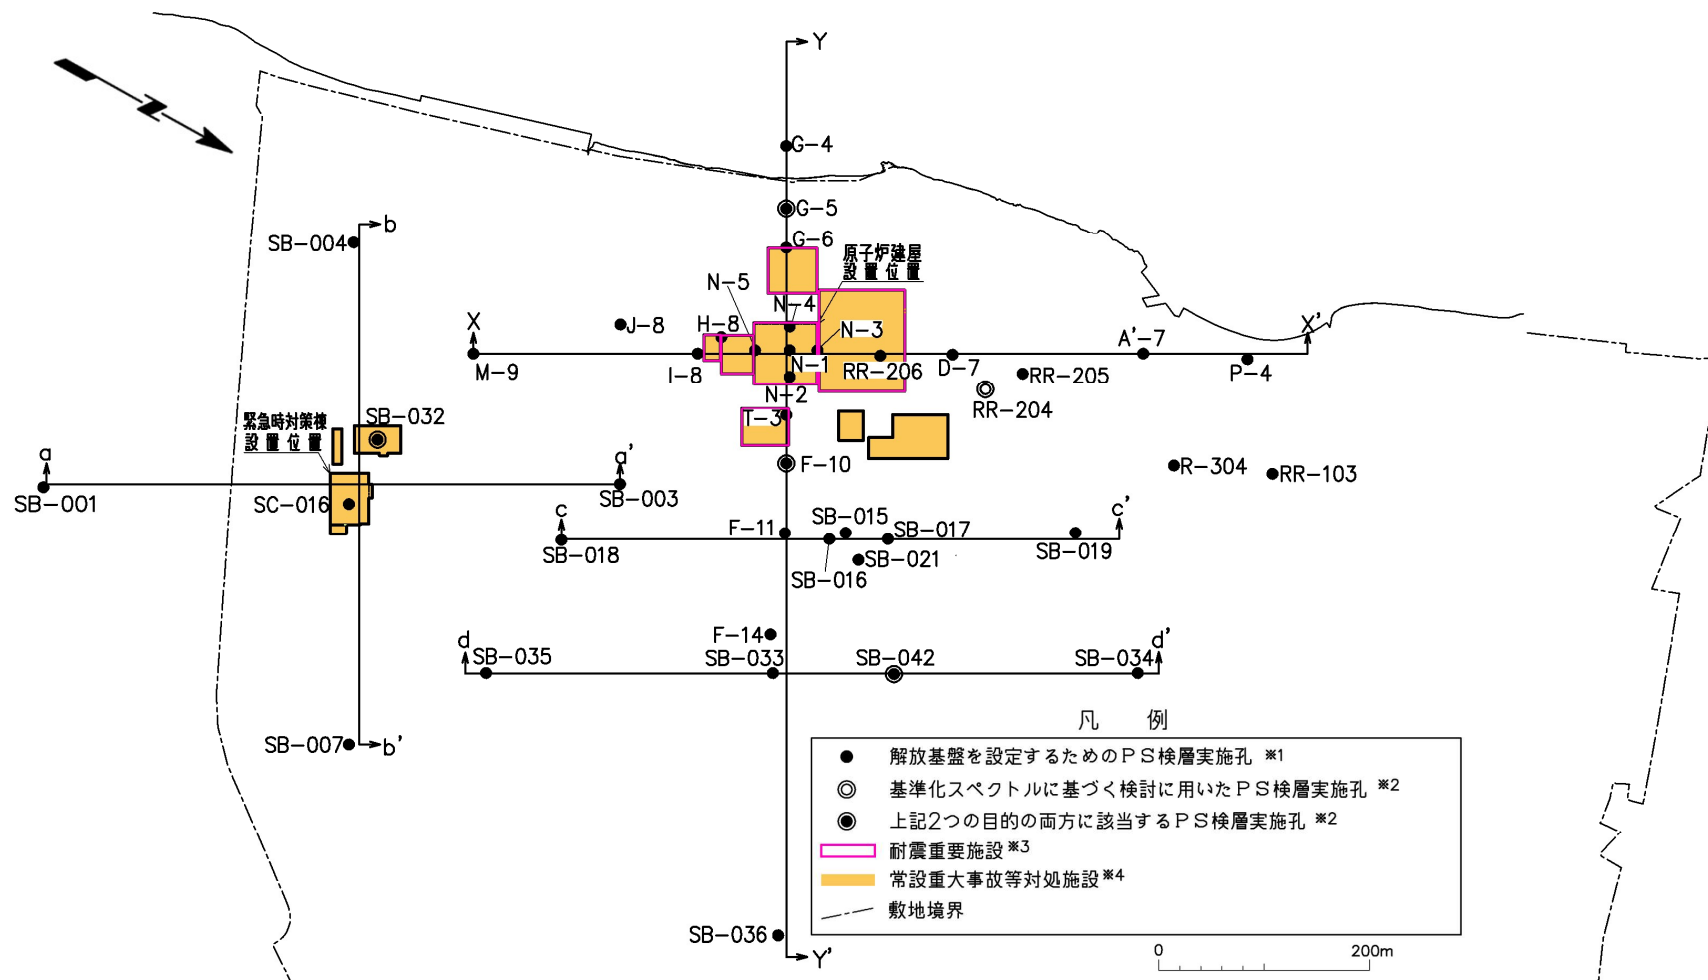 Y
G-4
G-5
b
SB-004
G-6
原子炉建屋
設置位置
N-5
N-4
X
J-8
H-8
N-3
A'-7
X'
M-9
I-8
N-1
RR-206
D-7
RR-205
P-4
N-2
RR-204
緊急時対策棟
設置位置
SB-032
T-3
a
a'
F-10
R-304
RR-103
SB-001
SC-016
SB-003
c
c'
F-11
SB-015
SB-017
SB-018
SB-019
SB-016
SB-021
F-14
d
d'
SB-035
SB-033
SB-042
SB-034
SB-007
b'
凡 例
解放基盤を設定するためのPS検層実施孔 ※1
基準化スペクトルに基づく検討に用いたPS検層実施孔 ※2
上記2つの目的の両方に該当するPS検層実施孔 ※2
耐震重要施設※3
常設重大事故等対処施設※4
敷地境界
SB-036
Y'
0 200m